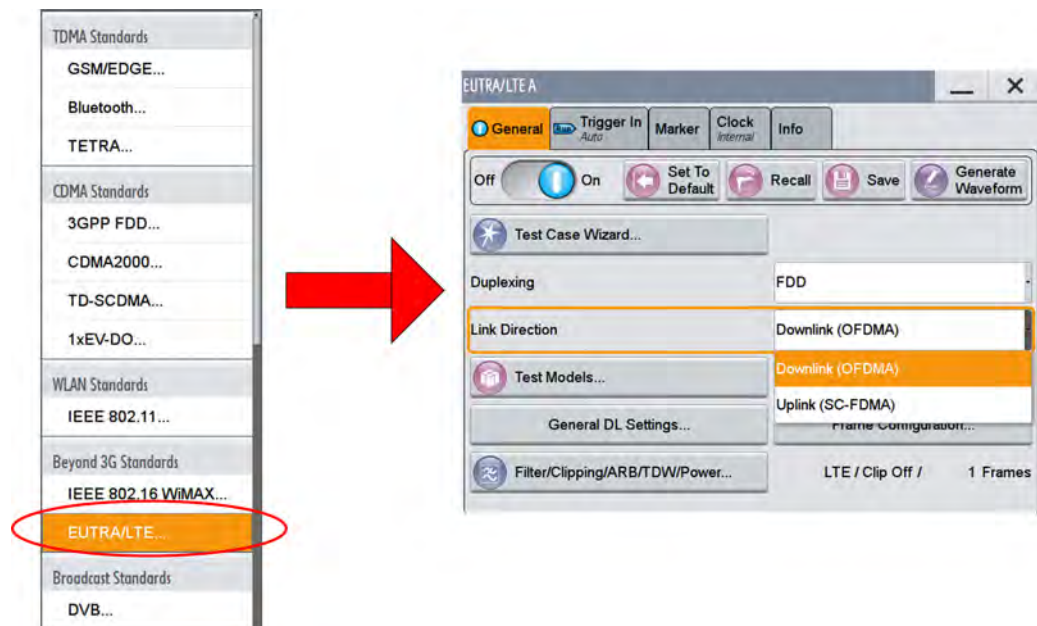 TDMA Standards
GSM/EDGE...
Bluetooth...
TETRA...
CDMA Standards
3GPP FDD...
CDMA2000...
TD-SCDMA...
1xEV-DO...
WLAN Standards
IEEE 802.11...
Beyond 3G Standards
IEEE 802.16 WiMAX...
EUTRA/LTE...
Broadcast Standards
DVB...
EUTRA/LTE A
General
Trigger In
Auto
Marker
Clock
Internal
Info
Off
On
Set To
Default
Recall
Save
Generate
Waveform
Test Case Wizard...
Duplexing
FDD
Link Direction
Downlink (OFDMA)
Downlink (OFDMA)
Uplink (SC-FDMA)
Test Models...
General DL Settings...
Frame Configuration...
Filter/Clipping/ARB/TDW/Power...
LTE / Clip Off / 1 Frames